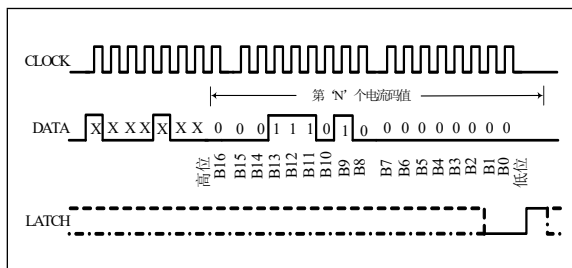 CLOCK
第 'N' 个电流码值
DATA
X X X X X X X 0 0 0 1 1 1 0 1 0 0 0 0 0 0 0 0 0
高位 B16 B15 B14 B13 B12 B11 B10 B9 B8 B7 B6 B5 B4 B3 B2 B1 B0 低位
LATCH